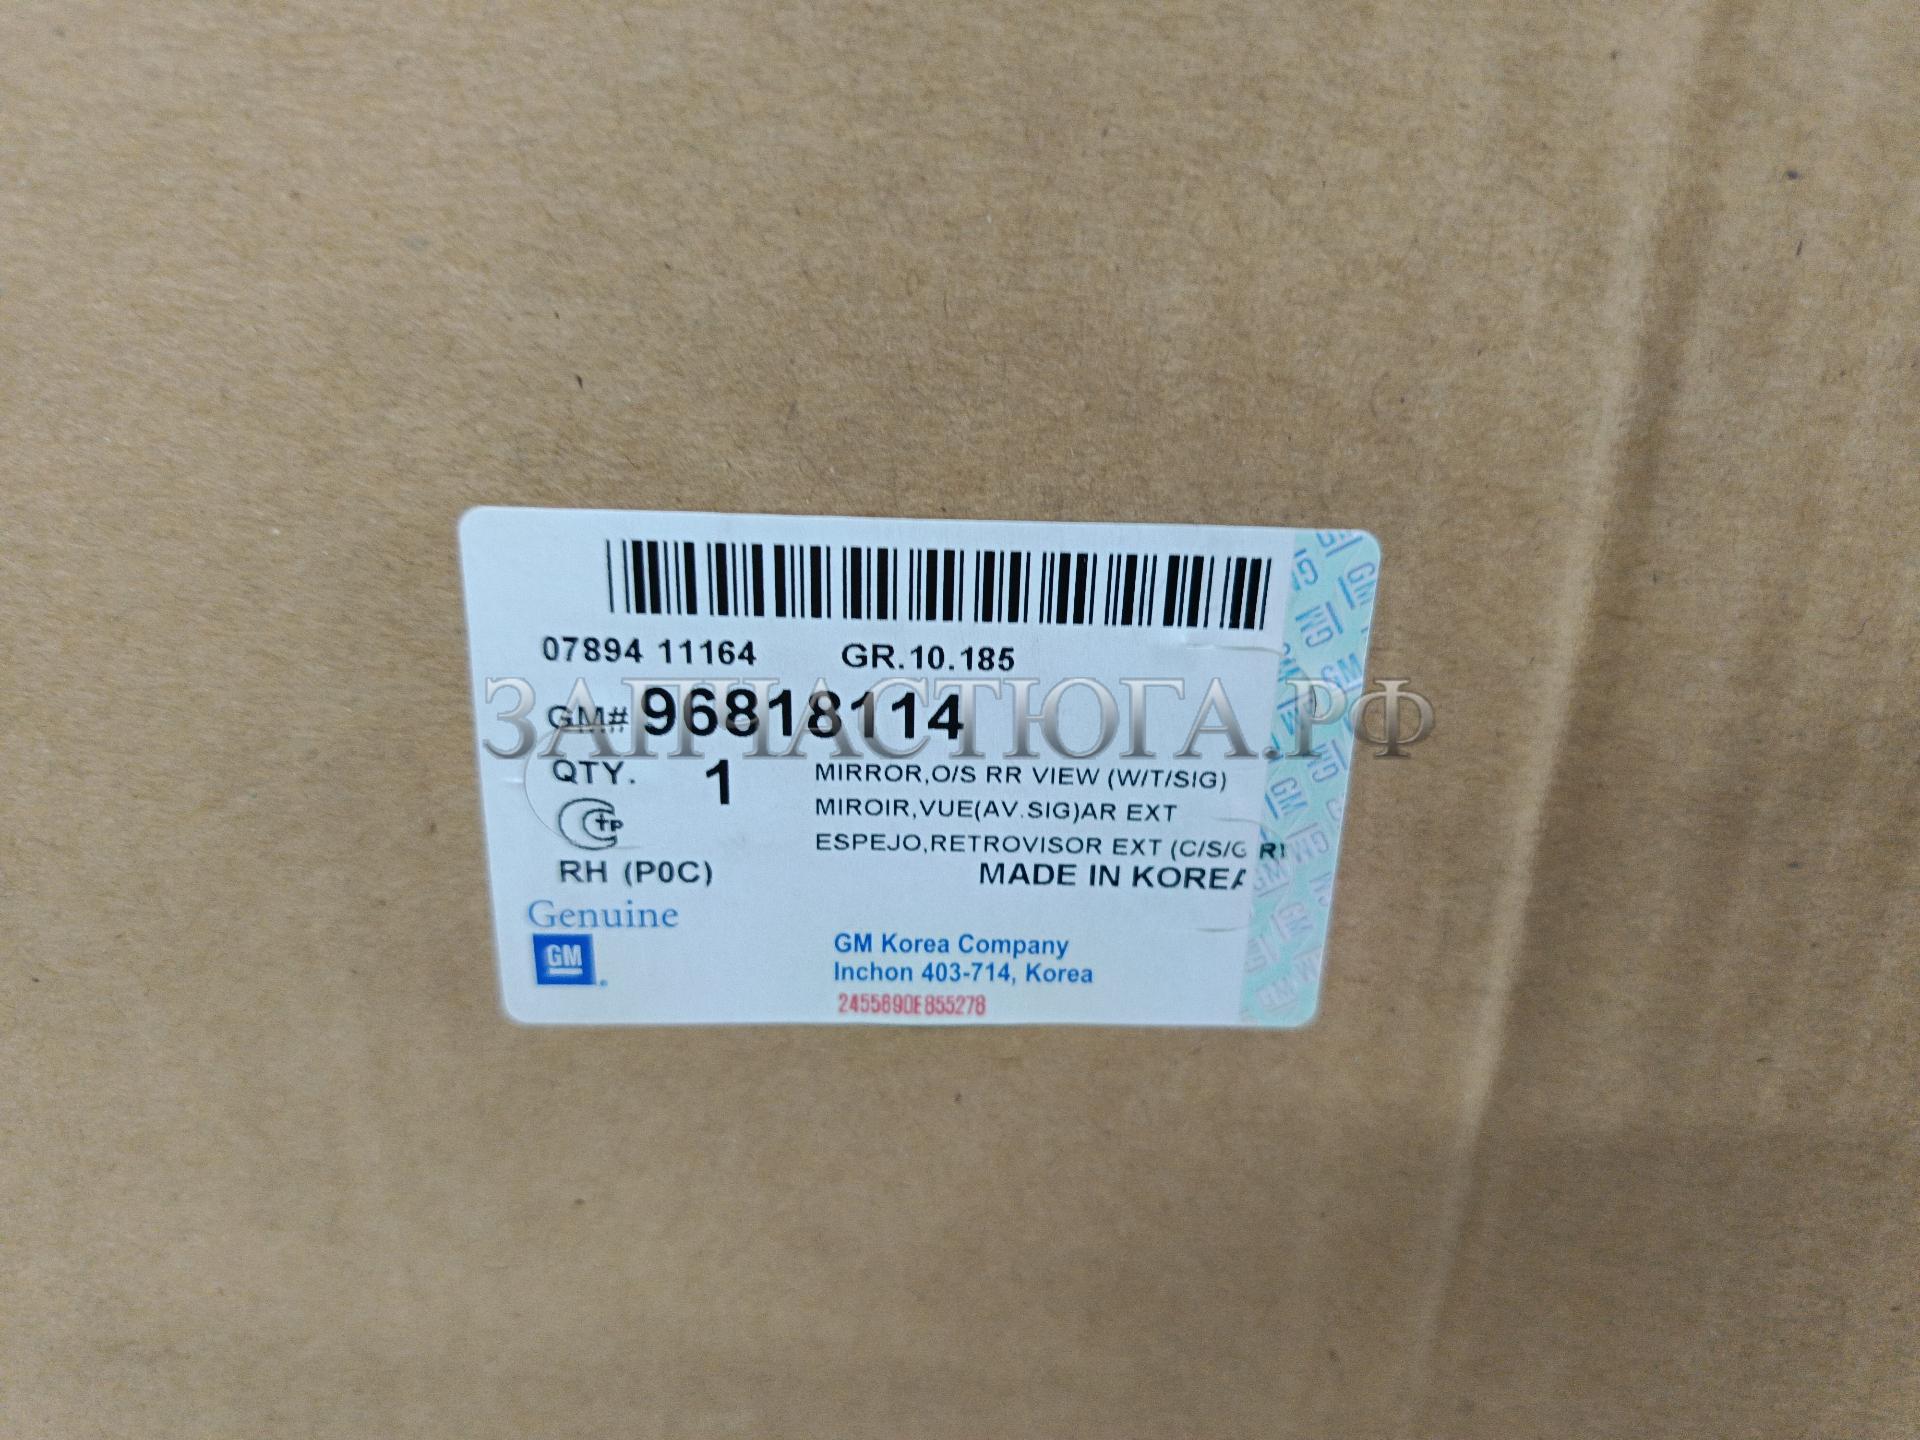 07894 11164 GR.10.185
GM# 96818114
ЗАПЧАСТЮГА.РФ
QTY. 1 MIRROR,O/S RR VIEW (W/T/SIG)
MIROIR,VUE(AV.SIG)AR EXT
ESPEJO,RETROVISOR EXT (C/S/G R)
RH (P0C) MADE IN KOREA
Genuine
GM
GM Korea Company
Inchon 403-714, Korea
2455690E855278